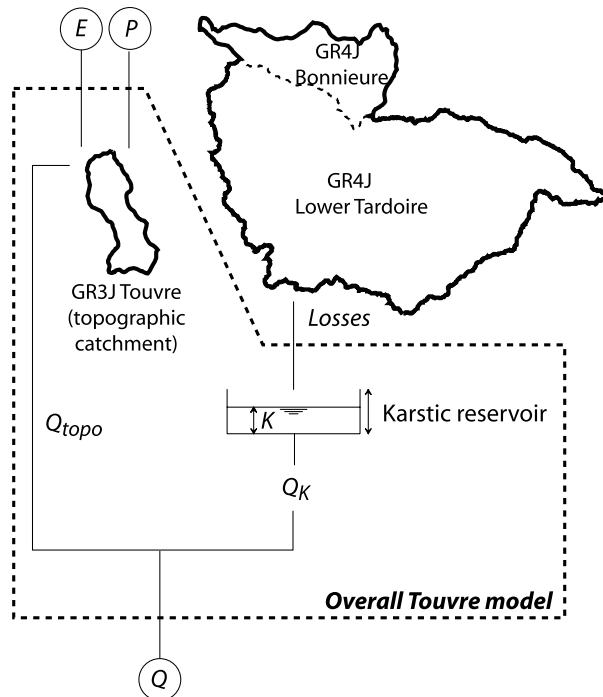 E
P
GR4J
Bonnieure
GR4J
Lower Tardoire
GR3J Touvre
(topographic
catchment)
Losses
K
Karstic reservoir
Qtopo
QK
Overall Touvre model
Q